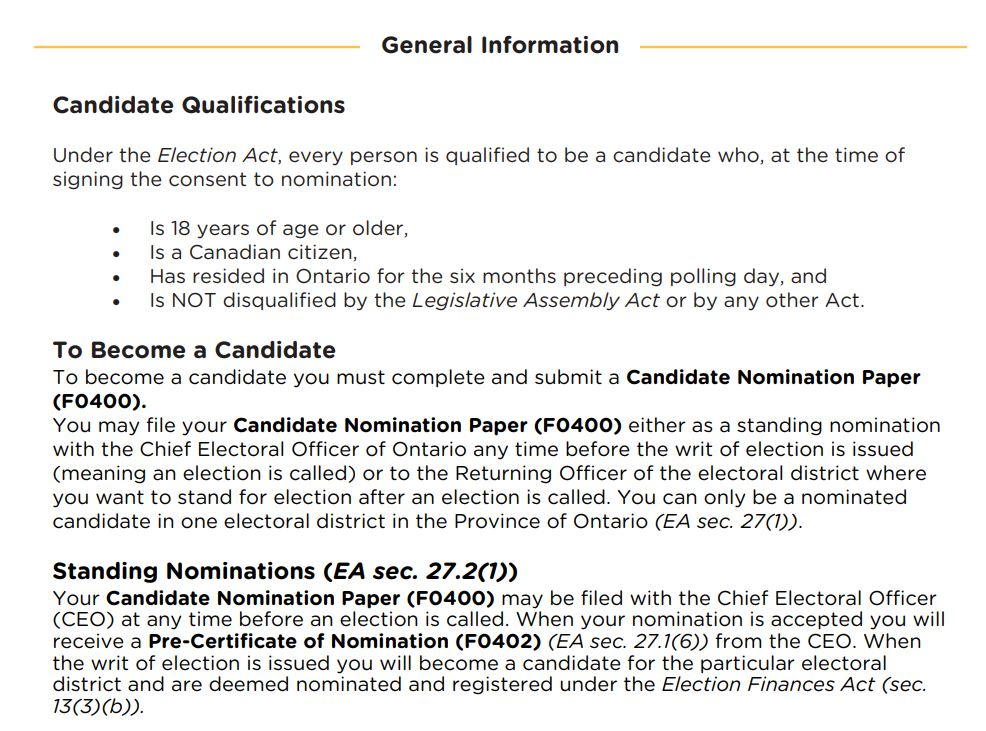 General Information
Candidate Qualifications
Under the Election Act, every person is qualified to be a candidate who, at the time of
signing the consent to nomination:
• Is 18 years of age or older,
• Is a Canadian citizen,
• Has resided in Ontario for the six months preceding polling day, and
• Is NOT disqualified by the Legislative Assembly Act or by any other Act.
To Become a Candidate
To become a candidate you must complete and submit a Candidate Nomination Paper
(F0400).
You may file your Candidate Nomination Paper (F0400) either as a standing nomination
with the Chief Electoral Officer of Ontario any time before the writ of election is issued
(meaning an election is called) or to the Returning Officer of the electoral district where
you want to stand for election after an election is called. You can only be a nominated
candidate in one electoral district in the Province of Ontario (EA sec. 27(1)).
Standing Nominations (EA sec. 27.2(1))
Your Candidate Nomination Paper (F0400) may be filed with the Chief Electoral Officer
(CEO) at any time before an election is called. When your nomination is accepted you will
receive a Pre-Certificate of Nomination (F0402) (EA sec. 27.1(6)) from the CEO. When
the writ of election is issued you will become a candidate for the particular electoral
district and are deemed nominated and registered under the Election Finances Act (sec.
13(3)(b)).